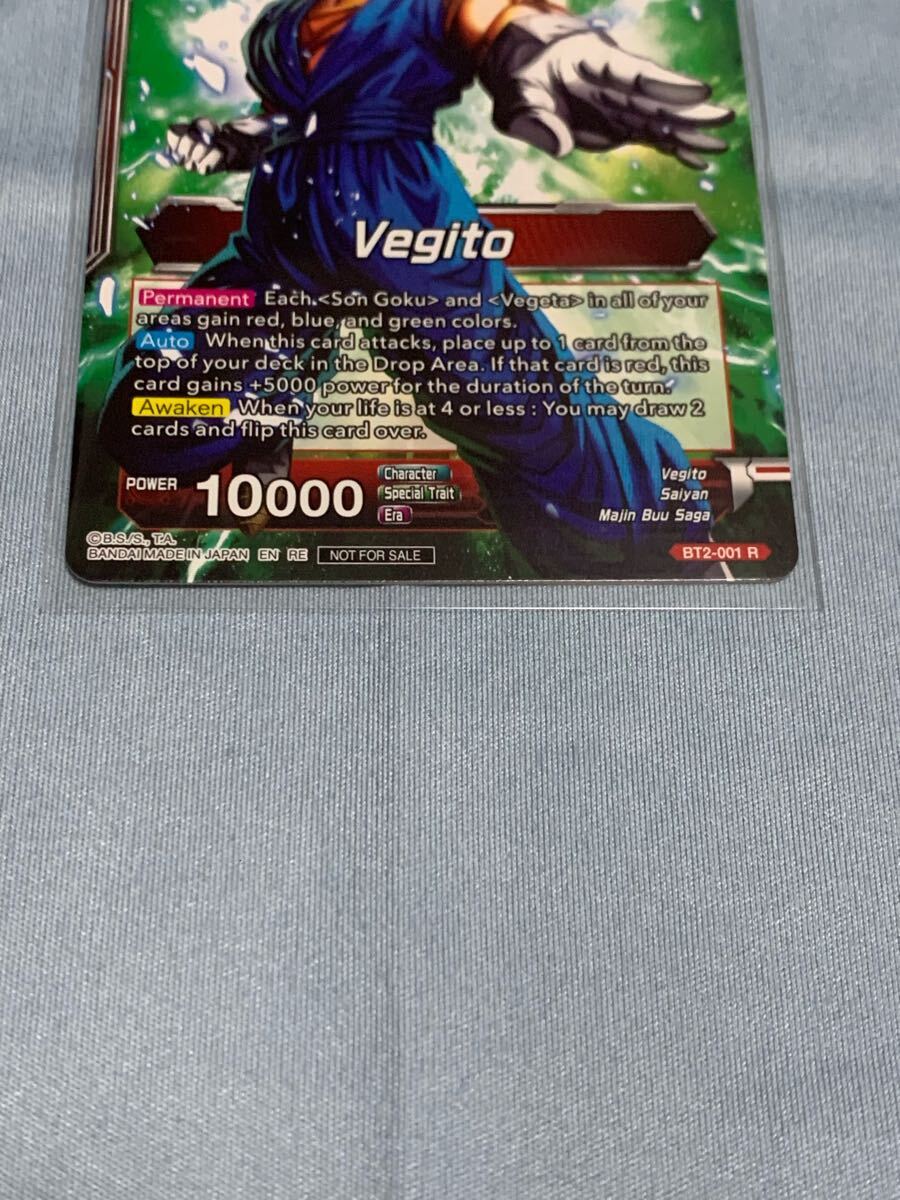 Vegito
Permanent Each <Son Goku> and <Vegeta> in all of your
areas gain red, blue, and green colors.
Auto When this card attacks, place up to 1 card from the
top of your deck in the Drop Area. If that card is red, this
card gains +5000 power for the duration of the turn.
Awaken When your life is at 4 or less : You may draw 2
cards and flip this card over.
POWER 10000
Character Vegito
Special Trait Saiyan
Era Majin Buu Saga
©B.S./S., T.A.
BANDAI MADE IN JAPAN EN RE NOT FOR SALE
BT2-001 R